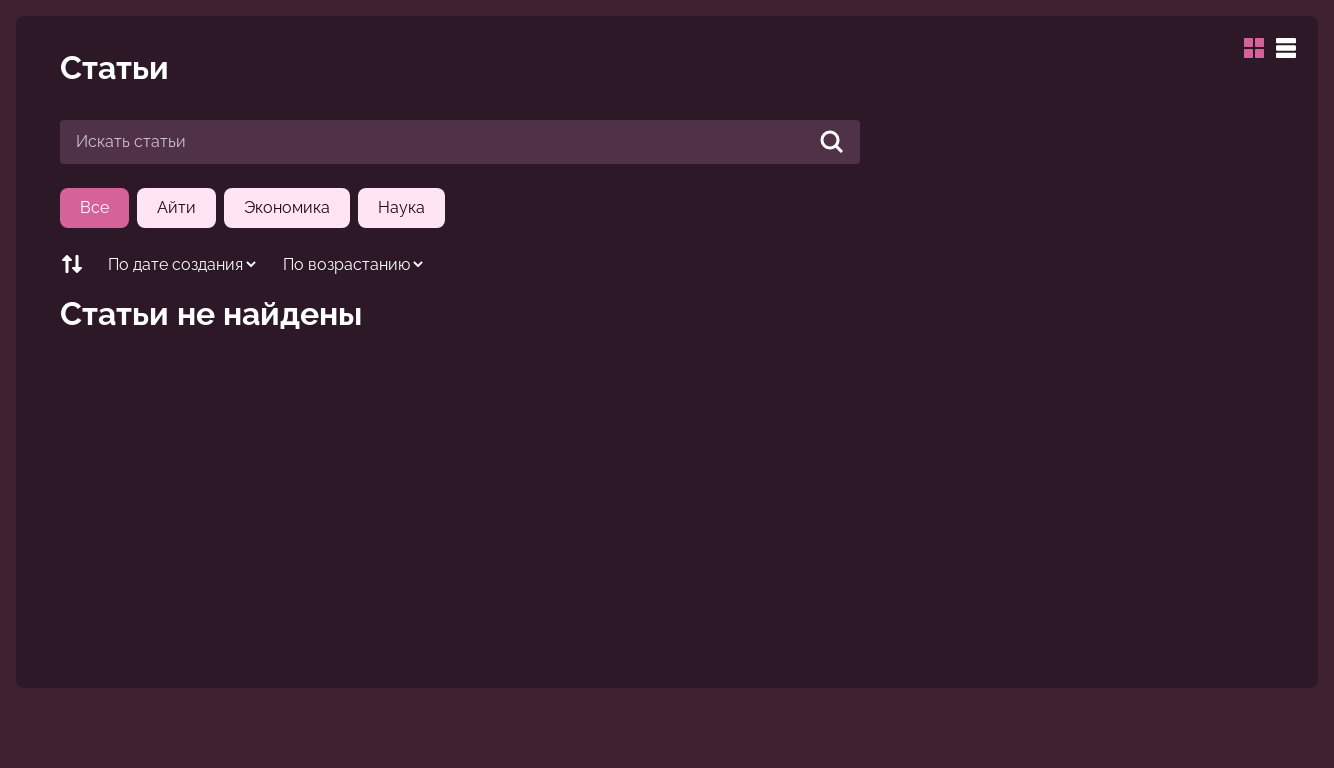 Статьи
Искать статьи
Все Айти Экономика Наука
По дате создания По возрастанию
Статьи не найдены